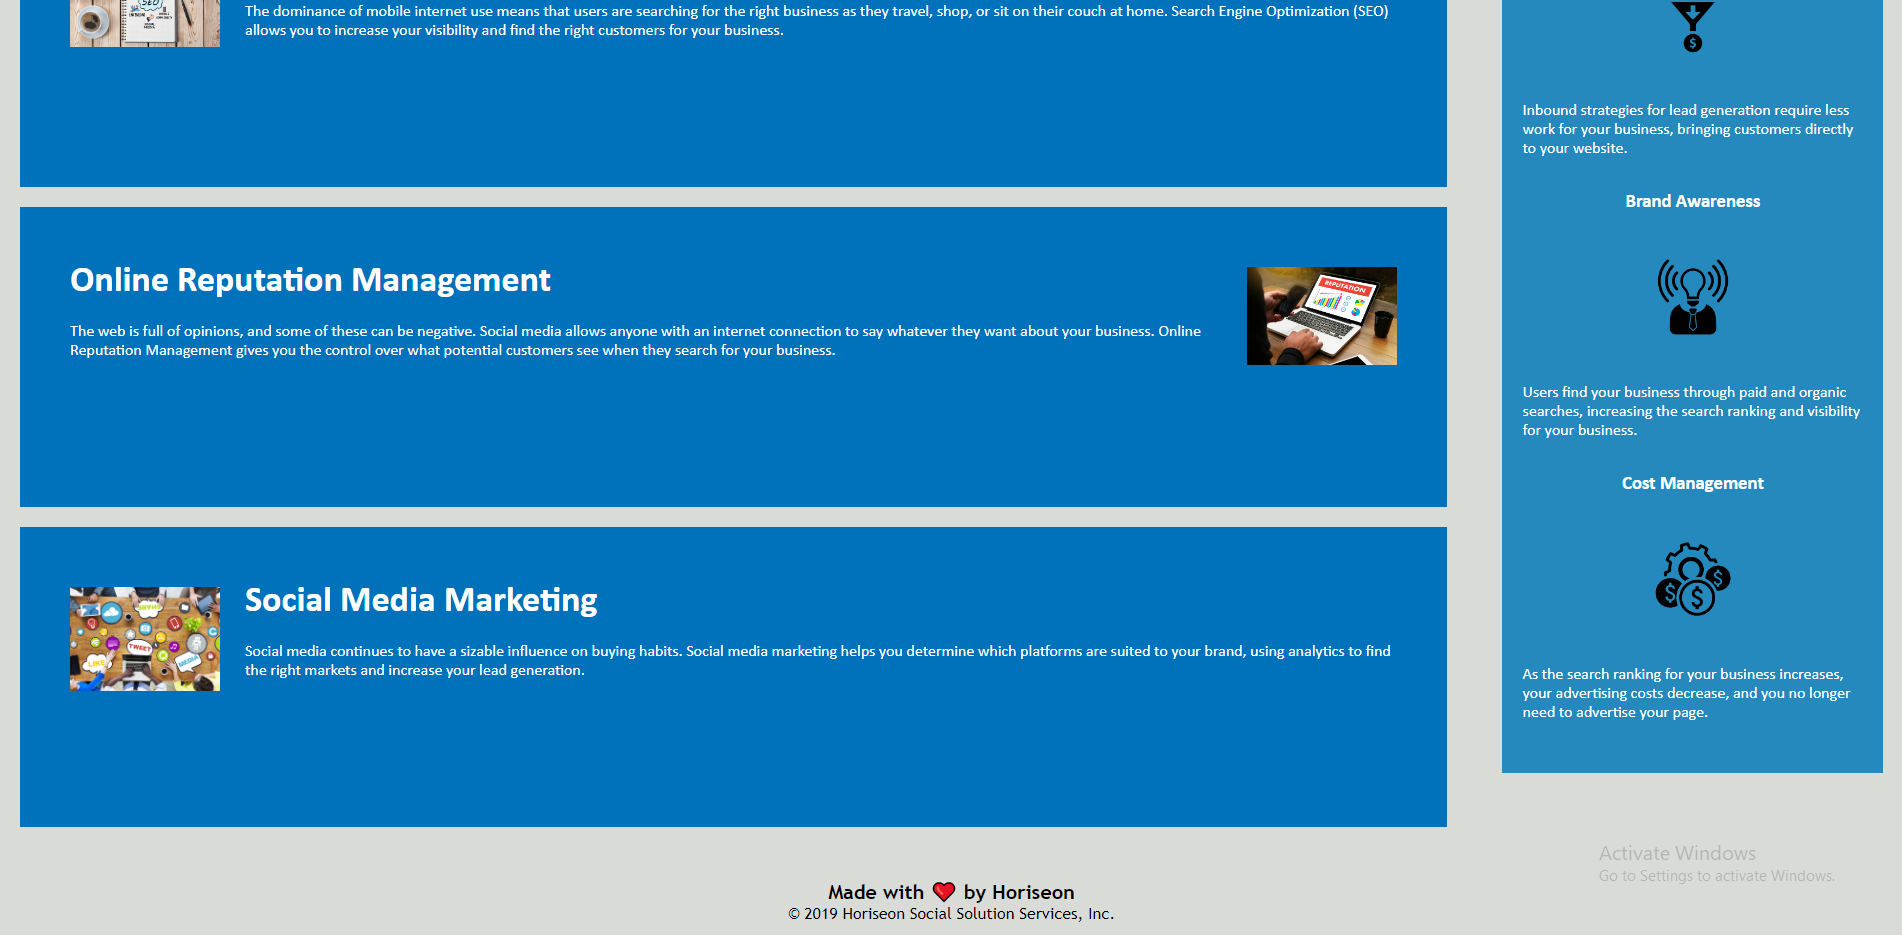 The dominance of mobile internet use means that users are searching for the right business as they travel, shop, or sit on their couch at home. Search Engine Optimization (SEO)
allows you to increase your visibility and find the right customers for your business.
Online Reputation Management
The web is full of opinions, and some of these can be negative. Social media allows anyone with an internet connection to say whatever they want about your business. Online
Reputation Management gives you the control over what potential customers see when they search for your business.
REPUTATION
Social Media Marketing
Social media continues to have a sizable influence on buying habits. Social media marketing helps you determine which platforms are suited to your brand, using analytics to find
the right markets and increase your lead generation.
TWEET
LIKE
MEDIA
Inbound strategies for lead generation require less
work for your business, bringing customers directly
to your website.
Brand Awareness
Users find your business through paid and organic
searches, increasing the search ranking and visibility
for your business.
Cost Management
As the search ranking for your business increases,
your advertising costs decrease, and you no longer
need to advertise your page.
Activate Windows
Go to Settings to activate Windows.
Made with ❤️ by Horiseon
© 2019 Horiseon Social Solution Services, Inc.